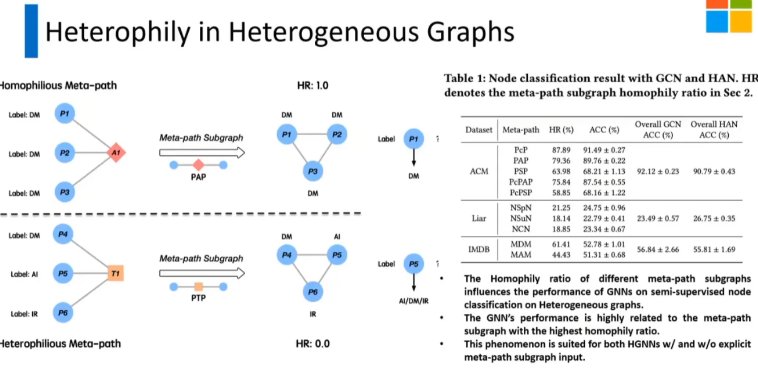 Heterophily in Heterogeneous Graphs
Homophilious Meta-path
HR: 1.0
Label: DM
P1
Label: DM
P2
A1
Label: DM
P3
Meta-path Subgraph
PAP
DM
DM
P1
P2
P3
DM
Label
P1
DM
Label: DM
P4
Label: AI
P5
T1
Label: IR
P6
Meta-path Subgraph
PTP
DM
AI
P4
P5
P6
IR
Label
P5
AI/DM/IR
Heterophilious Meta-path
HR: 0.0
Table 1: Node classification result with GCN and HAN. HR
denotes the meta-path subgraph homophily ratio in Sec 2.
Dataset Meta-path HR (%) ACC (%) Overall GCN ACC (%) Overall HAN ACC (%)
PcP 87.89 91.49 ± 0.27
PAP 79.36 89.76 ± 0.22
ACM PSP 63.98 68.21 ± 1.13 92.12 ± 0.23 90.79 ± 0.43
PcPAP 75.84 87.54 ± 0.55
PcPSP 58.85 68.16 ± 1.22
NSpN 21.25 24.75 ± 0.96
Liar NSuN 18.14 22.79 ± 0.41 23.49 ± 0.57 26.75 ± 0.35
NCN 18.85 23.34 ± 0.67
IMDB MDM 61.41 52.78 ± 1.01 56.84 ± 2.66 55.81 ± 1.69
MAM 44.43 51.31 ± 0.68
• The Homophily ratio of different meta-path subgraphs
influences the performance of GNNs on semi-supervised node
classification on Heterogeneous graphs.
• The GNN's performance is highly related to the meta-path
subgraph with the highest homophily ratio.
• This phenomenon is suited for both HGNNs w/ and w/o explicit
meta-path subgraph input.